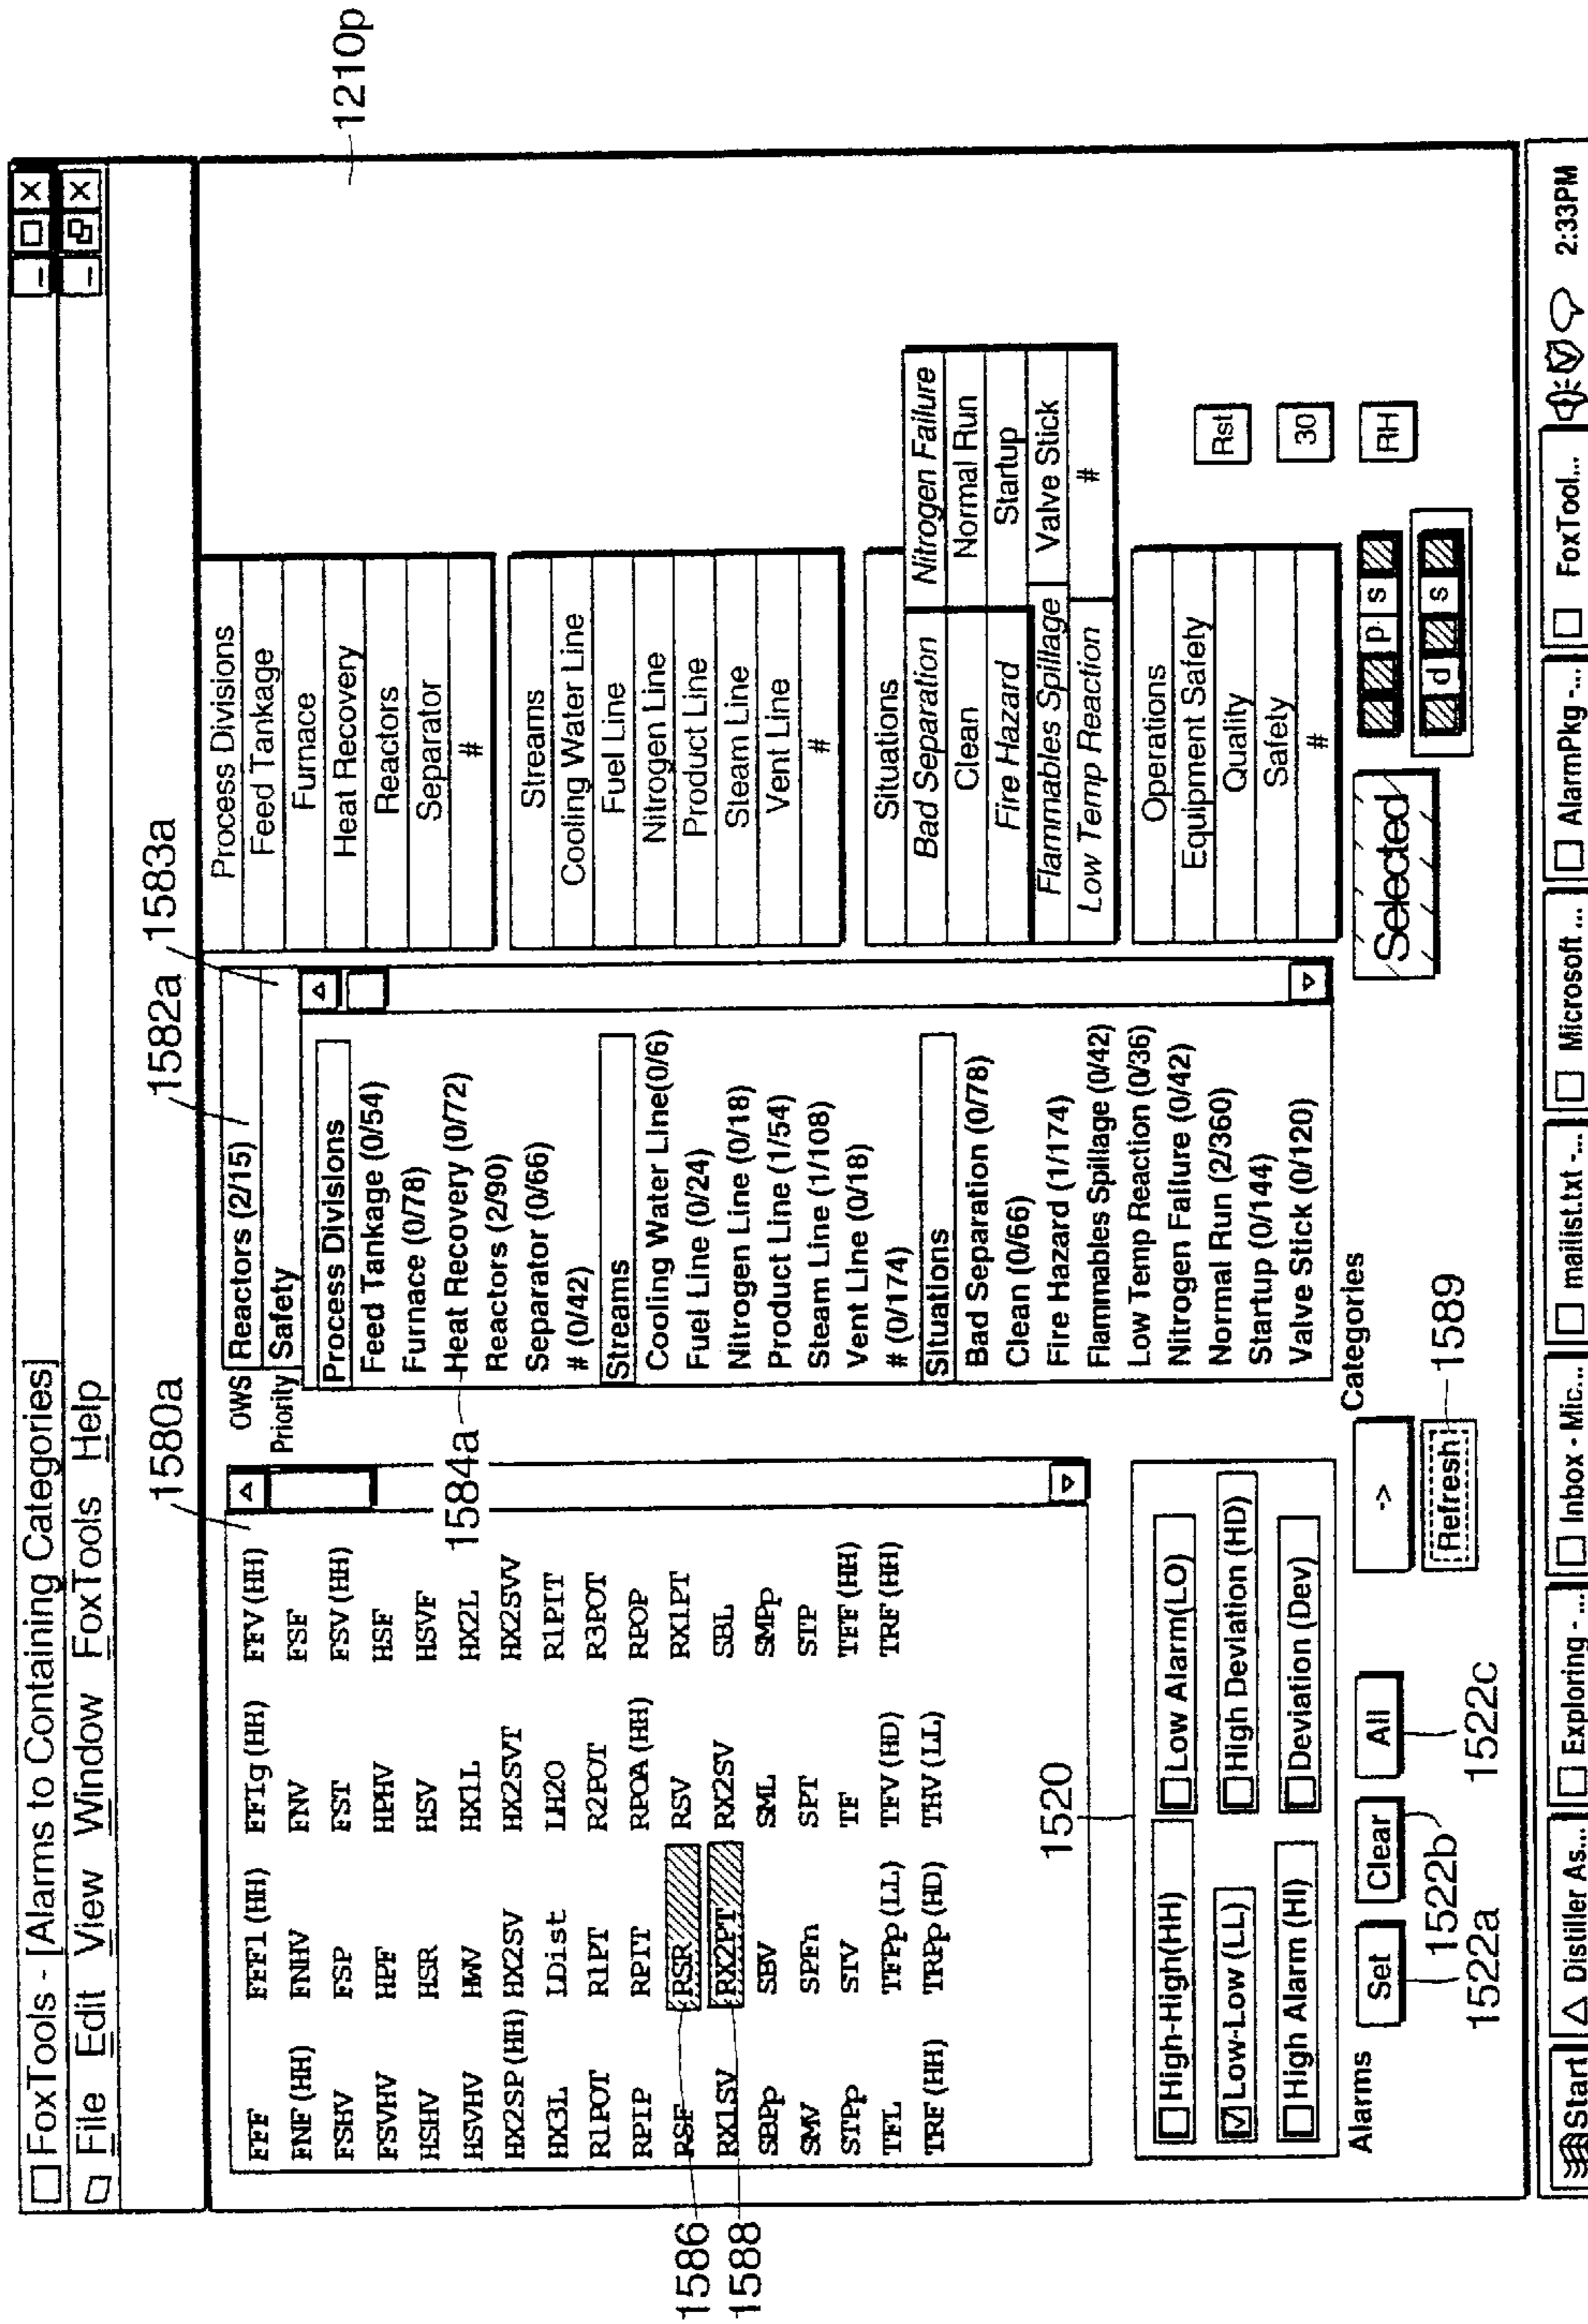 FoxTools - [Alarms to Containing Categories]
File Edit View Window FoxTools Help
1580a
1582a
1583a
1210p
FFF FFFl (HH) FFIg (HH) FFV (HH)
FNF (HH) FNHV FNV FSF
FSHV FSP FST FSV (HH)
FSVHV HPF HPHV HSF
HSHV HSR HSV HSVF
HSVHV HWV HX1L HX2L
HX2SP (HH) HX2SV HX2SVT HX2SVV
HX3L LDist LH2O R1PIT
R1POT R1PT R2POT R3POT
RPIP RPIT RPOA (HH) RPOP
RSF RSR RSV RX1PT
RX1SV RX2PT RX2SV SBL
SBPp SBV SML SMPp
SMV SPFn SPT STP
STPp STV TF TFF (HH)
TFL TFPp (LL) TFV (HD) TRF (HH)
TRF (HH) TRPp (HD) THV (LL)
1586
1588
1584a
1520
High-High(HH) Low Alarm(LO)
Low-Low (LL) High Deviation (HD)
High Alarm (HI) Deviation (Dev)
Alarms Set Clear All
1522a
1522b
1522c
->
Refresh
1589
OWS Reactors (2/15)
Priority Safety
Process Divisions
Feed Tankage (0/54)
Furnace (0/78)
Heat Recovery (0/72)
Reactors (2/90)
Separator (0/66)
# (0/42)
Streams
Cooling Water Line(0/6)
Fuel Line (0/24)
Nitrogen Line (0/18)
Product Line (1/54)
Steam Line (1/108)
Vent Line (0/18)
# (0/174)
Situations
Bad Separation (0/78)
Clean (0/66)
Fire Hazard (1/174)
Flammables Spillage (0/42)
Low Temp Reaction (0/36)
Nitrogen Failure (0/42)
Normal Run (2/360)
Startup (0/144)
Valve Stick (0/120)
Categories
Process Divisions
Feed Tankage
Furnace
Heat Recovery
Reactors
Separator
#
Streams
Cooling Water Line
Fuel Line
Nitrogen Line
Product Line
Steam Line
Vent Line
#
Situations
Bad Separation Nitrogen Failure
Clean Normal Run
Fire Hazard Startup
Flammables Spillage Valve Stick
Low Temp Reaction #
Operations
Equipment Safety
Quality
Safety
#
Rst
30
RH
Selected
p s
d s
Start Distiller As... Exploring - ... Inbox - Mic... maillist.txt -... Microsoft ... AlarmPkg -... FoxTool... 2:33PM